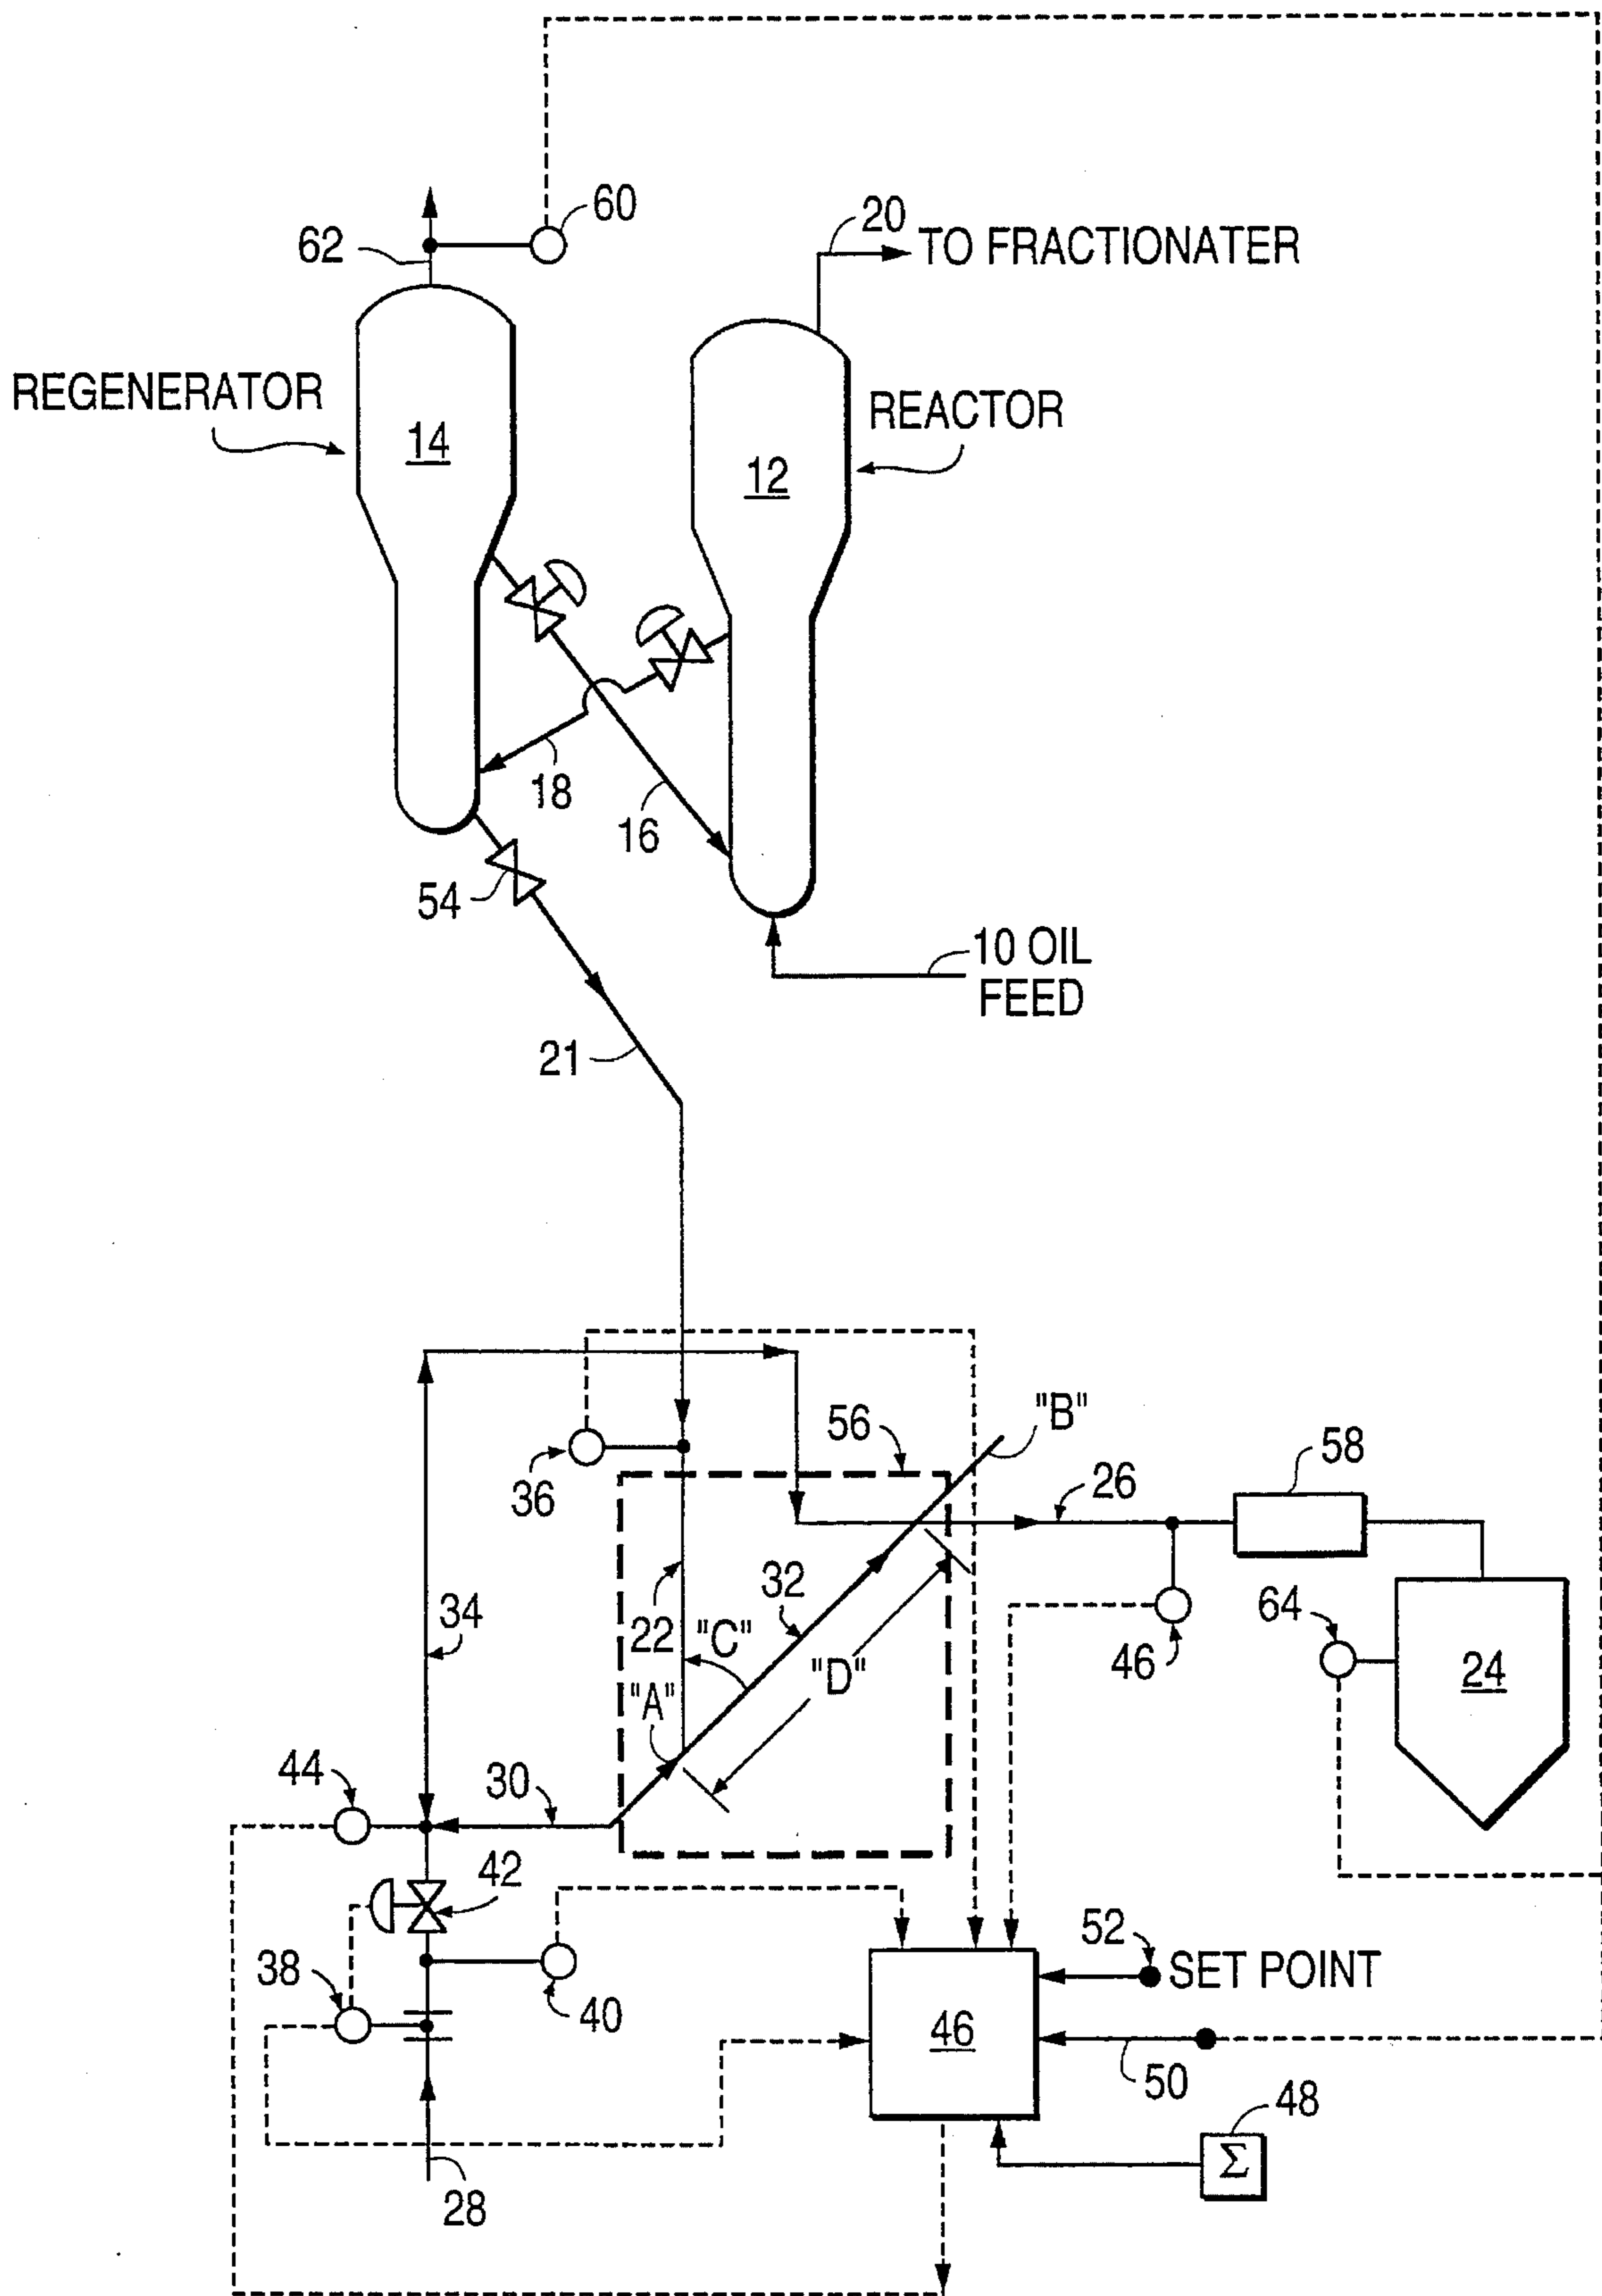 60
20
62
TO FRACTIONATER
REGENERATOR
REACTOR
14
12
18
16
54
10 OIL
FEED
21
"B"
56
58
36
26
32
22
"C"
34
64
46
"D"
24
"A"
44
30
42
52
38
SET POINT
40
46
50
48
Σ
28